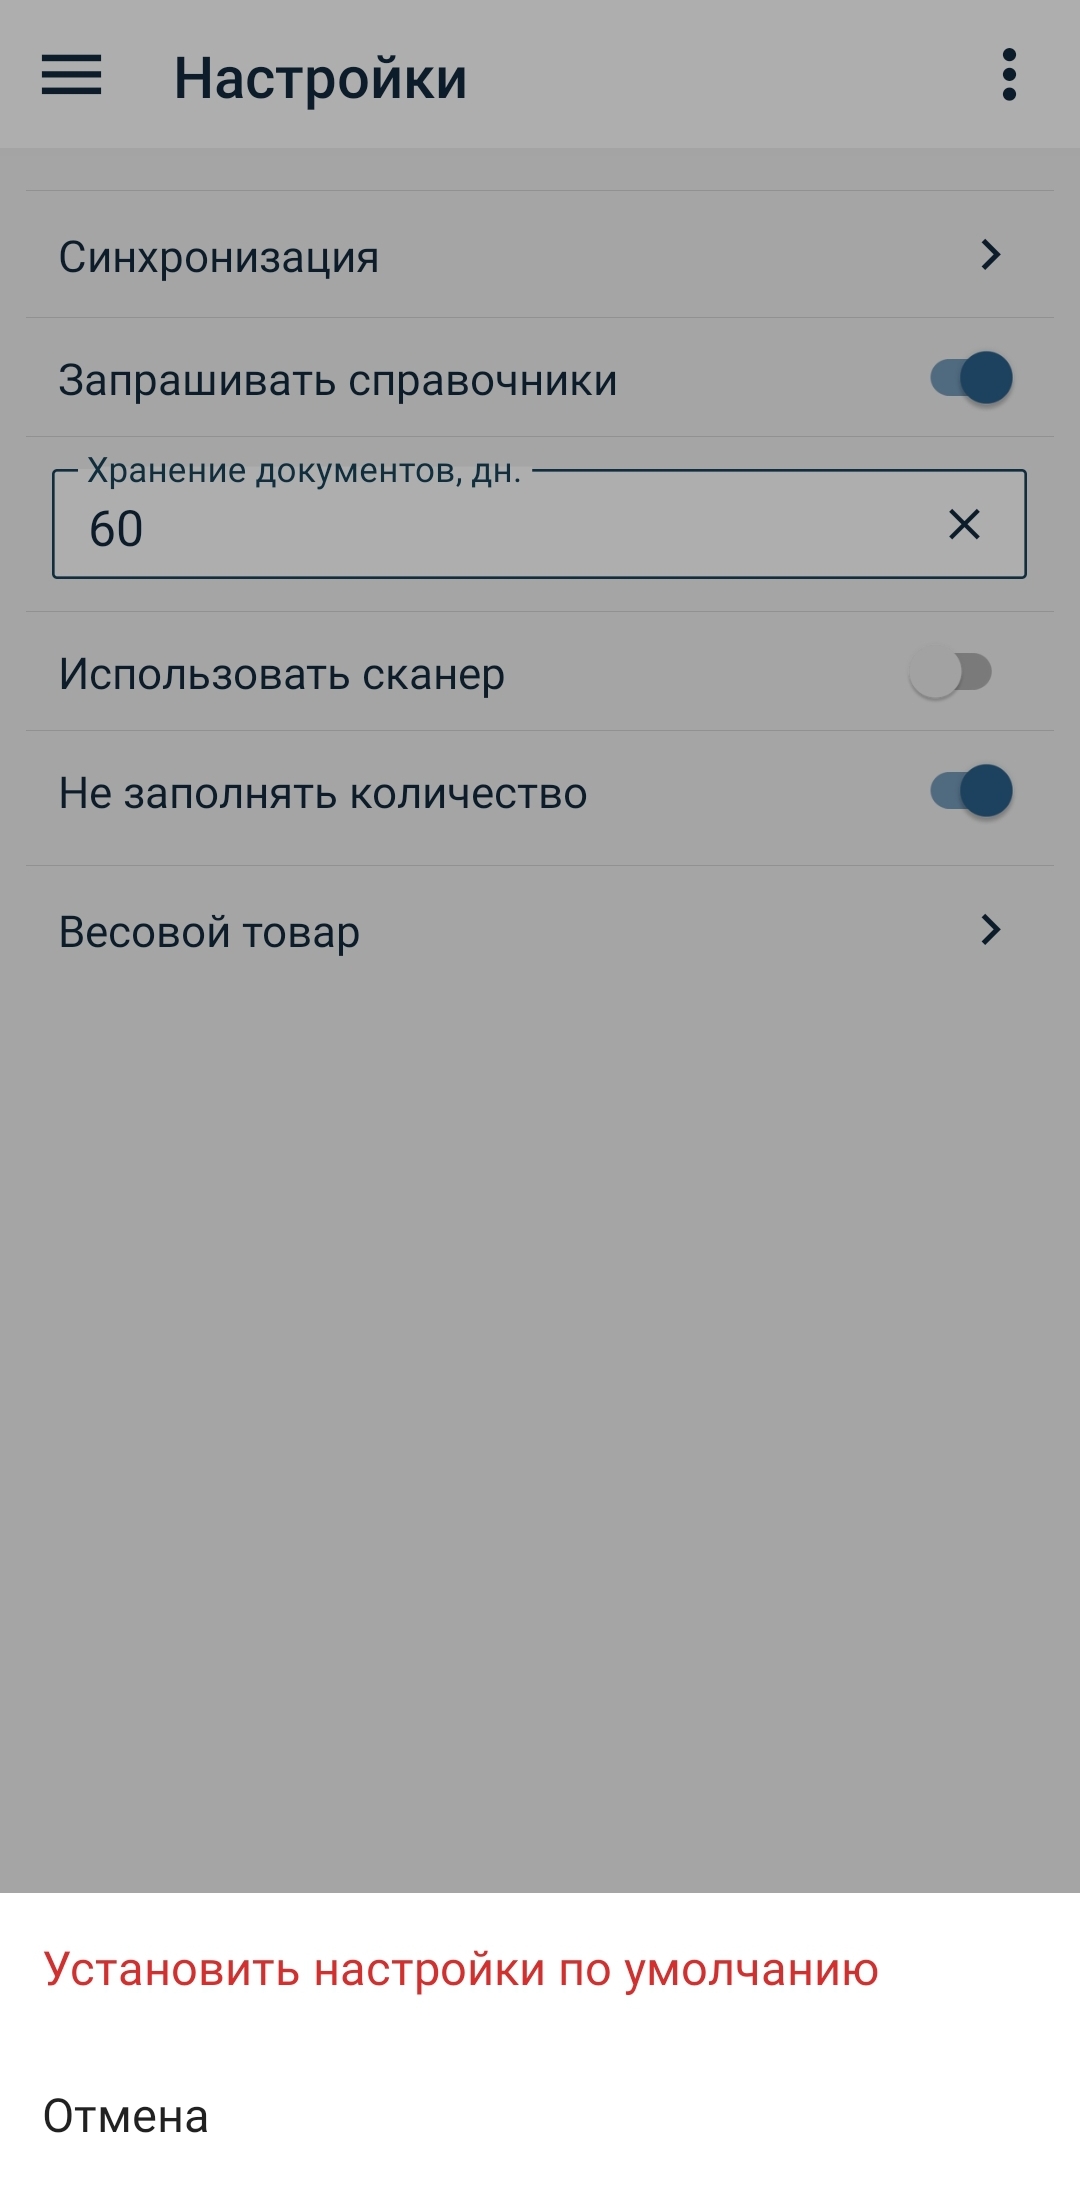 Настройки
Синхронизация
Запрашивать справочники
Хранение документов, дн.
60
Использовать сканер
Не заполнять количество
Весовой товар
Установить настройки по умолчанию
Отмена